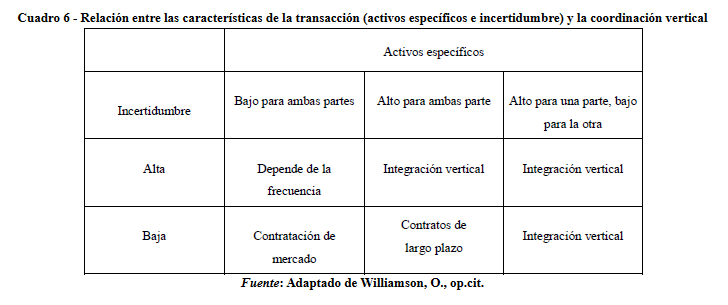 Cuadro 6 - Relación entre las características de la transacción (activos específicos e incertidumbre) y la coordinación vertical
Activos específicos
Incertidumbre
Bajo para ambas partes
Alto para ambas parte
Alto para una parte, bajo
para la otra
Alta
Depende de la
frecuencia
Integración vertical
Integración vertical
Baja
Contratación de
mercado
Contratos de
largo plazo
Integración vertical
Fuente: Adaptado de Williamson, O., op.cit.